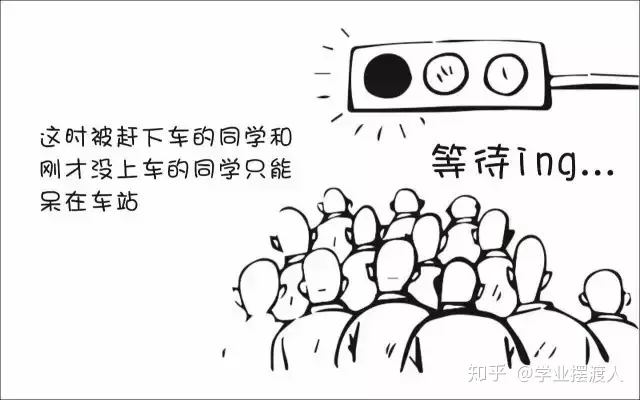 这时被赶下车的同学和
刚才没上车的同学只能
呆在车站
等待ing...
知乎 @学业摆渡人